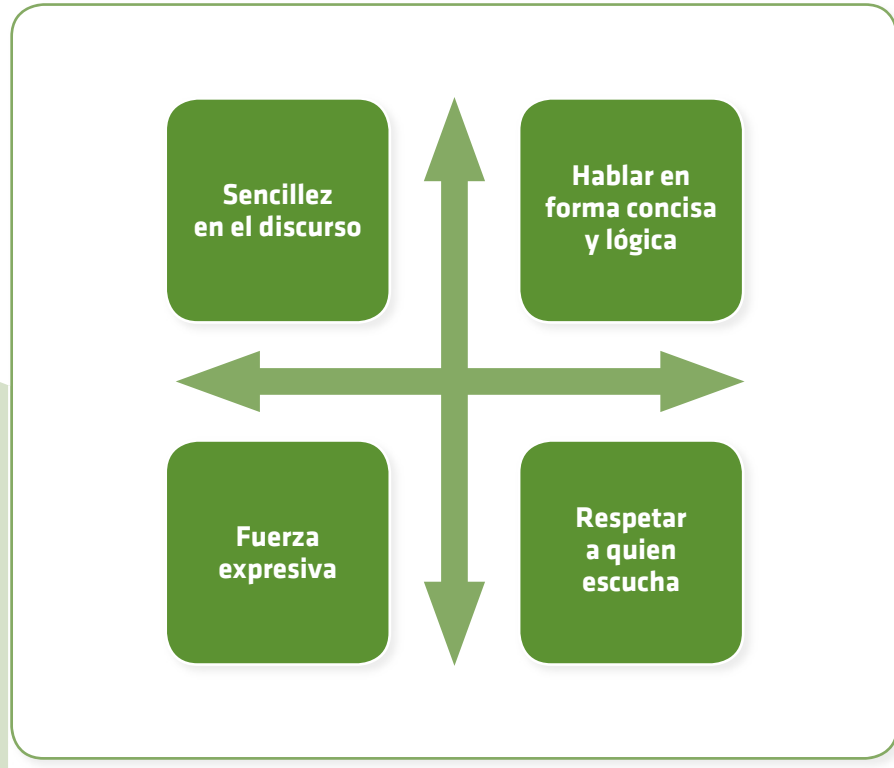 Sencillez
en el discurso
Hablar en
forma concisa
y lógica
Fuerza
expresiva
Respetar
a quien
escucha